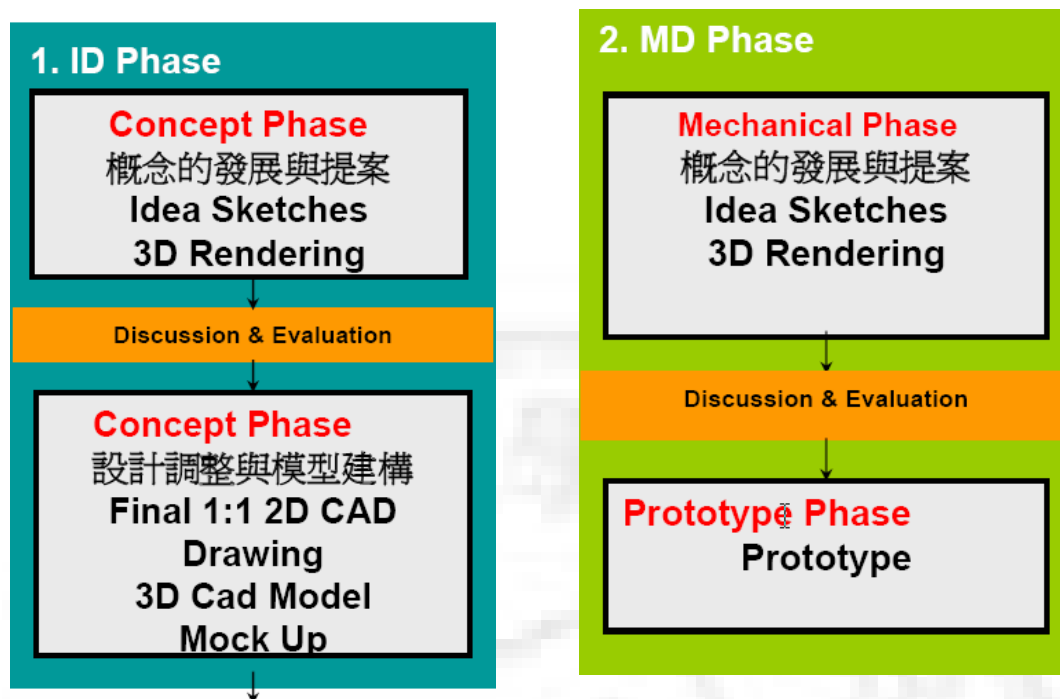 1. ID Phase
Concept Phase
概念的發展與提案
Idea Sketches
3D Rendering
Discussion & Evaluation
Concept Phase
設計調整與模型建構
Final 1:1 2D CAD
Drawing
3D Cad Model
Mock Up
2. MD Phase
Mechanical Phase
概念的發展與提案
Idea Sketches
3D Rendering
Discussion & Evaluation
Prototype Phase
Prototype